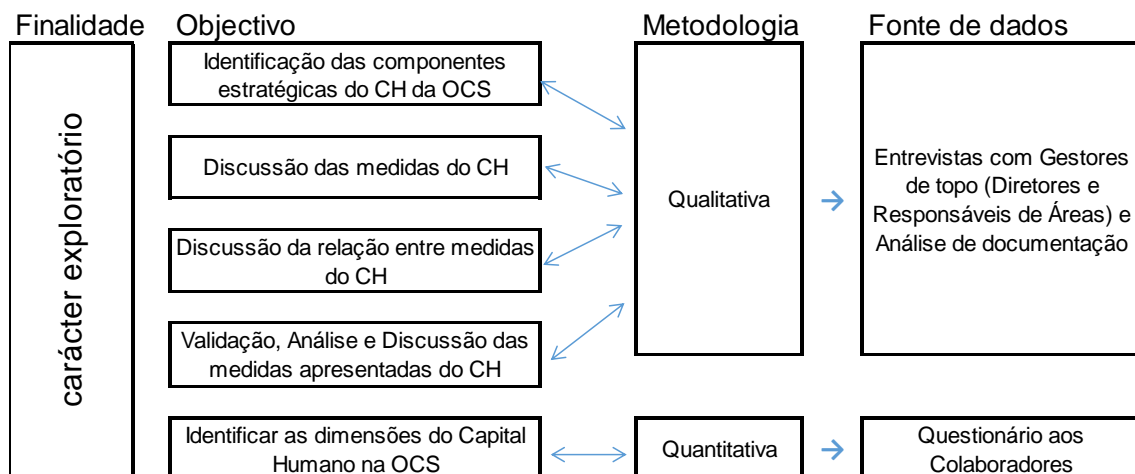 Finalidade
Objectivo
Metodologia
Fonte de dados
carácter exploratório
Identificação das componentes
estratégicas do CH da OCS
Discussão das medidas do CH
Discussão da relação entre medidas
do CH
Validação, Análise e Discussão das
medidas apresentadas do CH
Identificar as dimensões do Capital
Humano na OCS
Qualitativa
Quantitativa
Entrevistas com Gestores
de topo (Diretores e
Responsáveis de Áreas) e
Análise de documentação
Questionário aos
Colaboradores